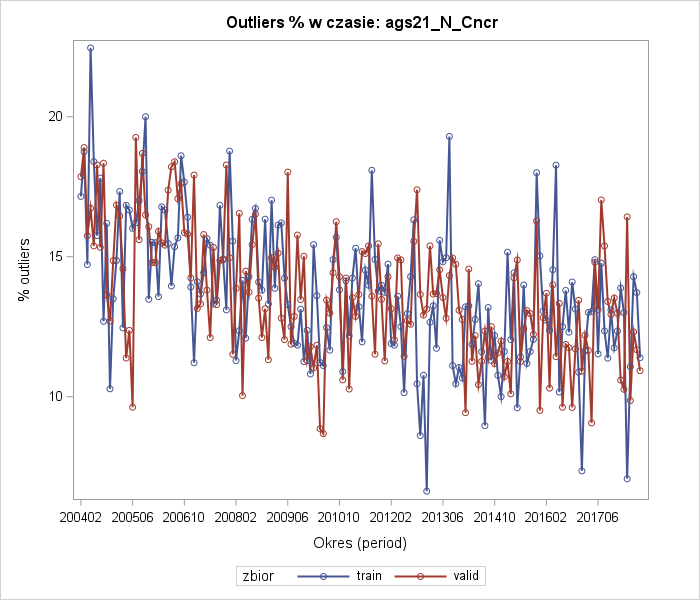 Outliers % w czasie: ags21_N_Cncr
20
15
10
% outliers
200402 200506 200610 200802 200906 201010 201202 201306 201410 201602 201706
Okres (period)
zbior train valid